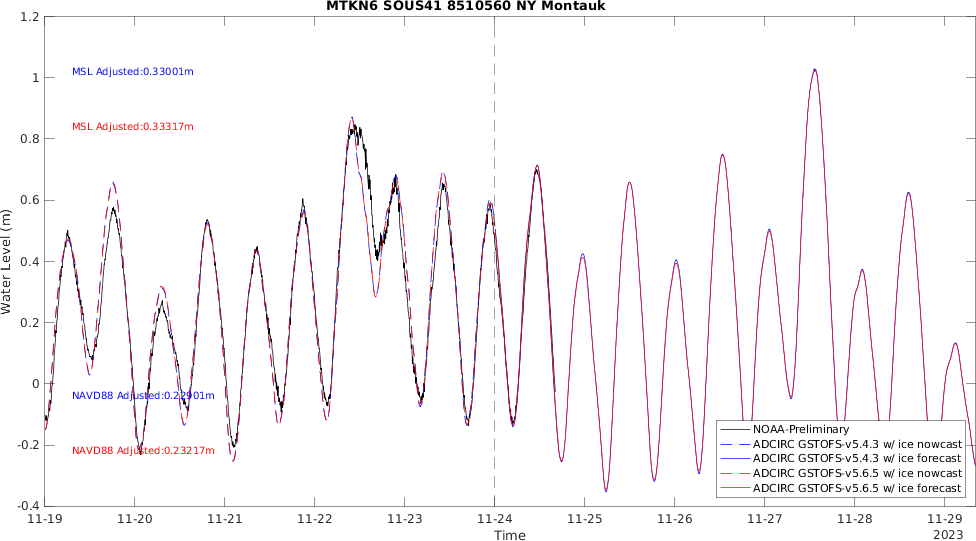 MTKN6 SOUS41 8510560 NY Montauk
1.2
1
0.8
0.6
0.4
0.2
0
-0.2
-0.4
Water Level (m)
MSL Adjusted:0.33001m
MSL Adjusted:0.33317m
NAVD88 Adjusted:0.22901m
NAVD88 Adjusted:0.23217m
NOAA-Preliminary
ADCIRC GSTOFS-v5.4.3 w/ ice nowcast
ADCIRC GSTOFS-v5.4.3 w/ ice forecast
ADCIRC GSTOFS-v5.6.5 w/ ice nowcast
ADCIRC GSTOFS-v5.6.5 w/ ice forecast
11-19 11-20 11-21 11-22 11-23 11-24 11-25 11-26 11-27 11-28 11-29
Time 2023